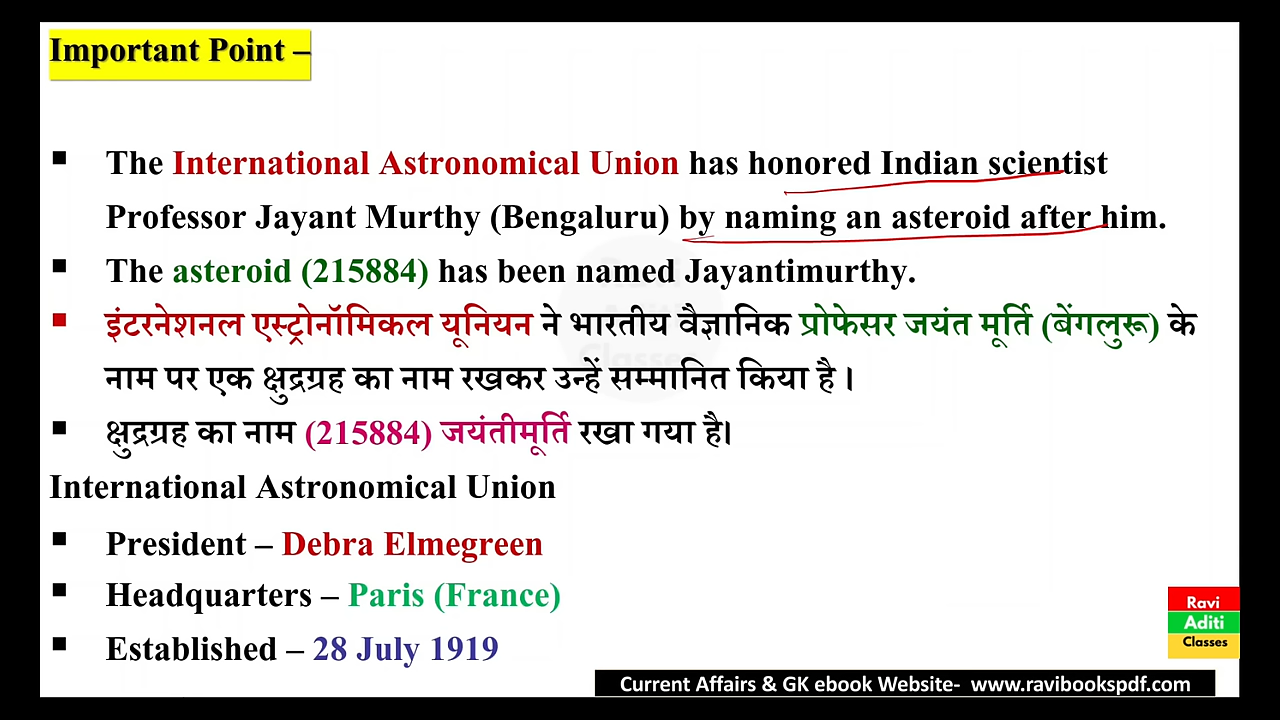 Important Point –
▪ The International Astronomical Union has honored Indian scientist
Professor Jayant Murthy (Bengaluru) by naming an asteroid after him.
▪ The asteroid (215884) has been named Jayantimurthy.
▪ इंटरनेशनल एस्ट्रोनॉमिकल यूनियन ने भारतीय वैज्ञानिक प्रोफेसर जयंत मूर्ति (बेंगलुरू) के
नाम पर एक क्षुद्रग्रह का नाम रखकर उन्हें सम्मानित किया है ।
▪ क्षुद्रग्रह का नाम (215884) जयंतीमूर्ति रखा गया है।
International Astronomical Union
▪ President – Debra Elmegreen
▪ Headquarters – Paris (France)
▪ Established – 28 July 1919
Ravi
Aditi
Classes
Current Affairs & GK ebook Website- www.ravibookspdf.com
Ravi
Aditi
Classes